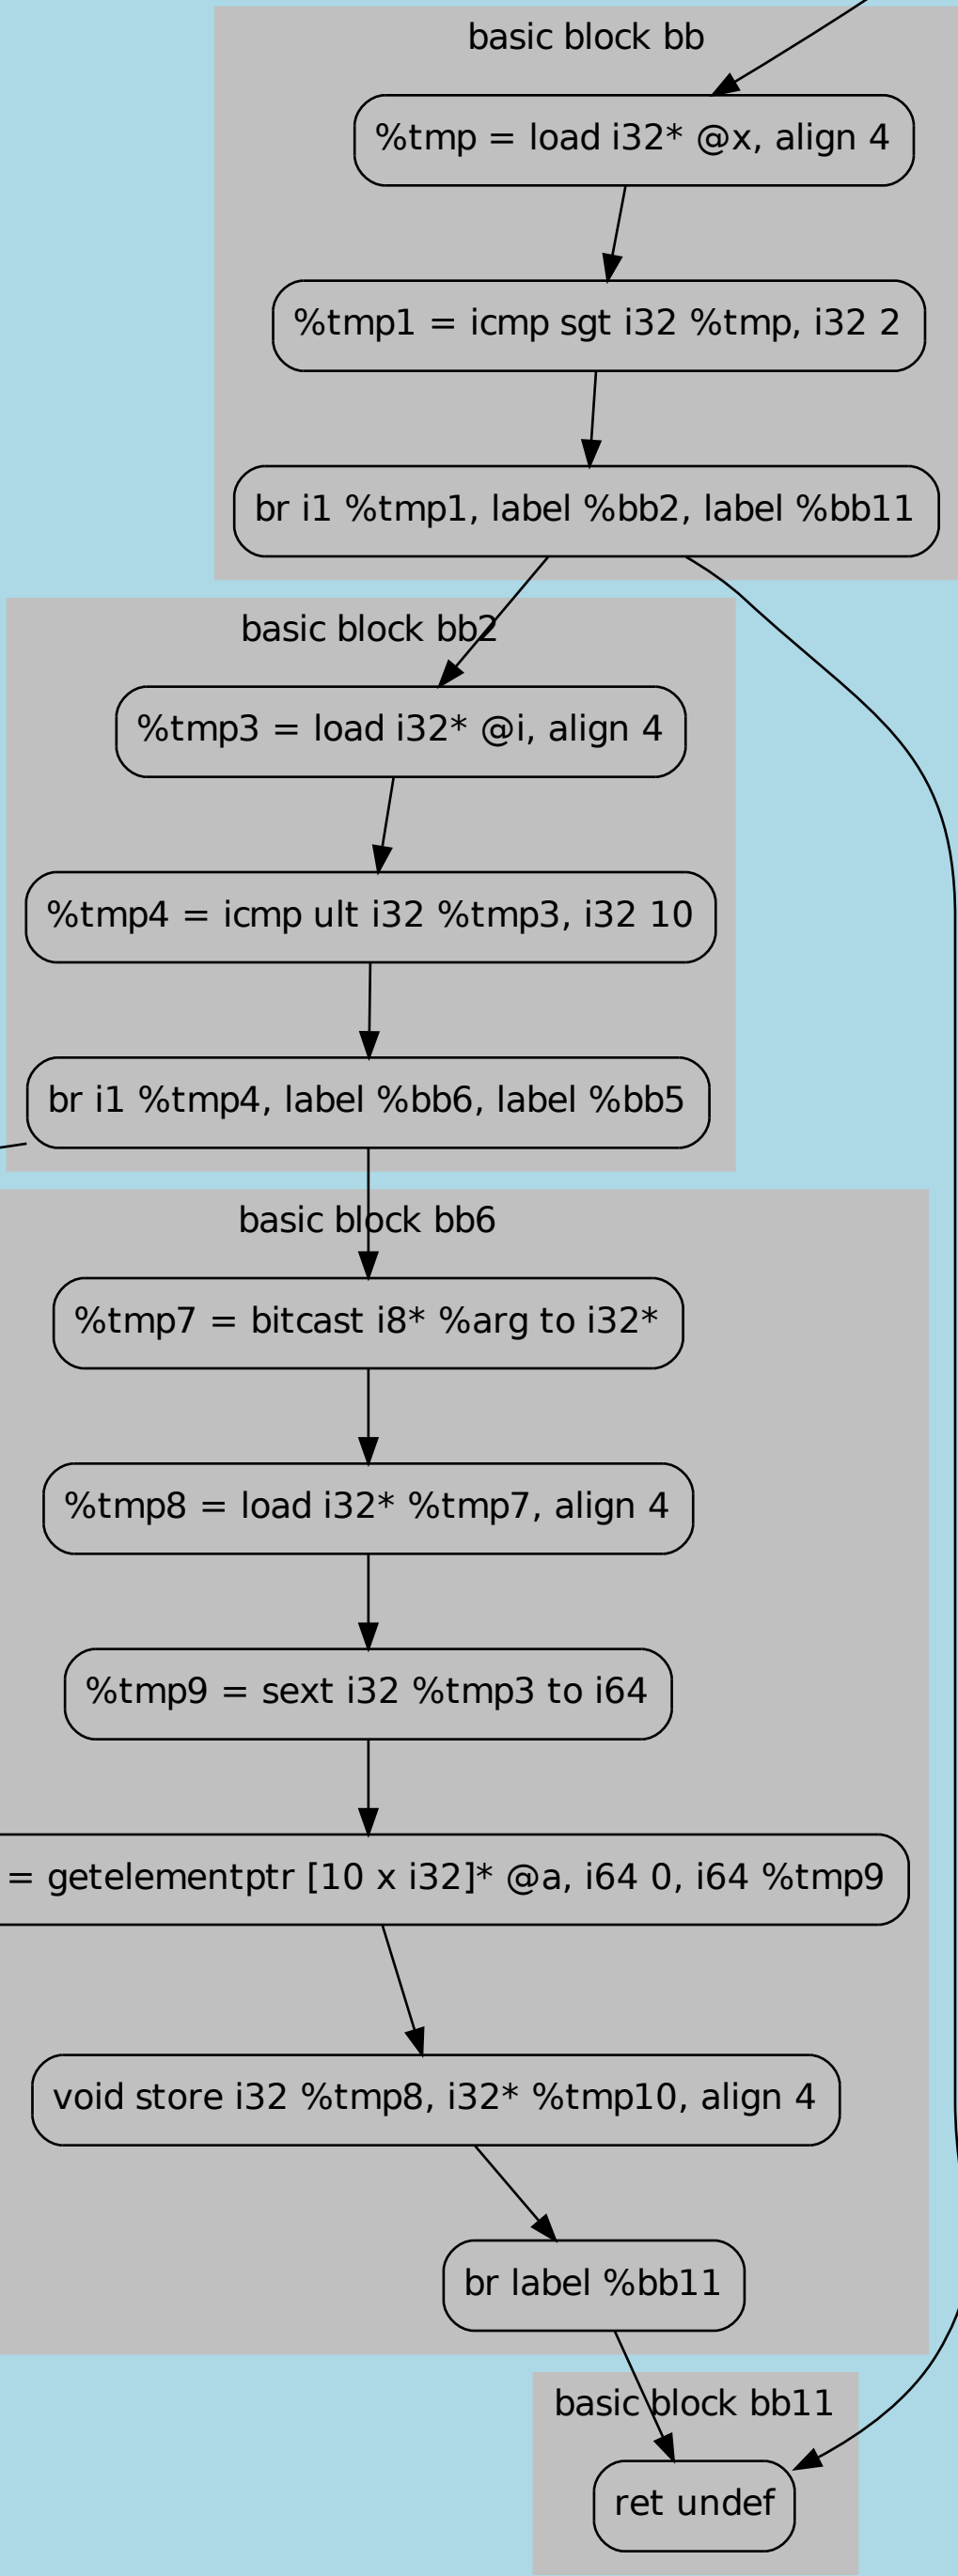 basic block bb
%tmp = load i32* @x, align 4
%tmp1 = icmp sgt i32 %tmp, i32 2
br i1 %tmp1, label %bb2, label %bb11
basic block bb2
%tmp3 = load i32* @i, align 4
%tmp4 = icmp ult i32 %tmp3, i32 10
br i1 %tmp4, label %bb6, label %bb5
basic block bb6
%tmp7 = bitcast i8* %arg to i32*
%tmp8 = load i32* %tmp7, align 4
%tmp9 = sext i32 %tmp3 to i64
= getelementptr [10 x i32]* @a, i64 0, i64 %tmp9
void store i32 %tmp8, i32* %tmp10, align 4
br label %bb11
basic block bb11
ret undef